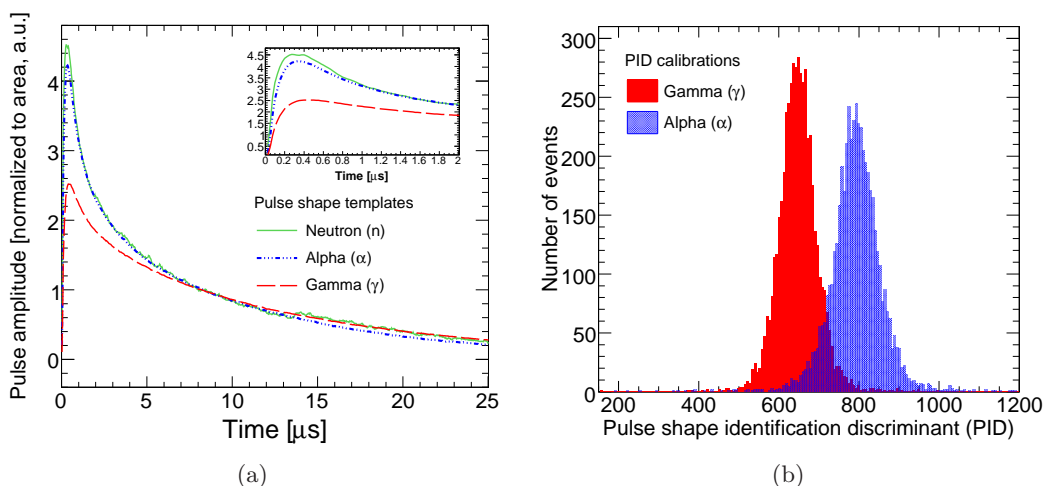 Pulse amplitude [normalized to area, a.u.]
4
3
2
1
0
0 5 10 15 20 25
Time [μs]
4.5
4
3.5
3
2.5
2
1.5
1
0.5
0 0.2 0.4 0.6 0.8 1 1.2 1.4 1.6 1.8 2
Time [μs]
Pulse shape templates
Neutron (n)
Alpha (α)
Gamma (γ)
(a)
Number of events
300
250
200
150
100
50
0
200 400 600 800 1000 1200
Pulse shape identification discriminant (PID)
PID calibrations
Gamma (γ)
Alpha (α)
(b)